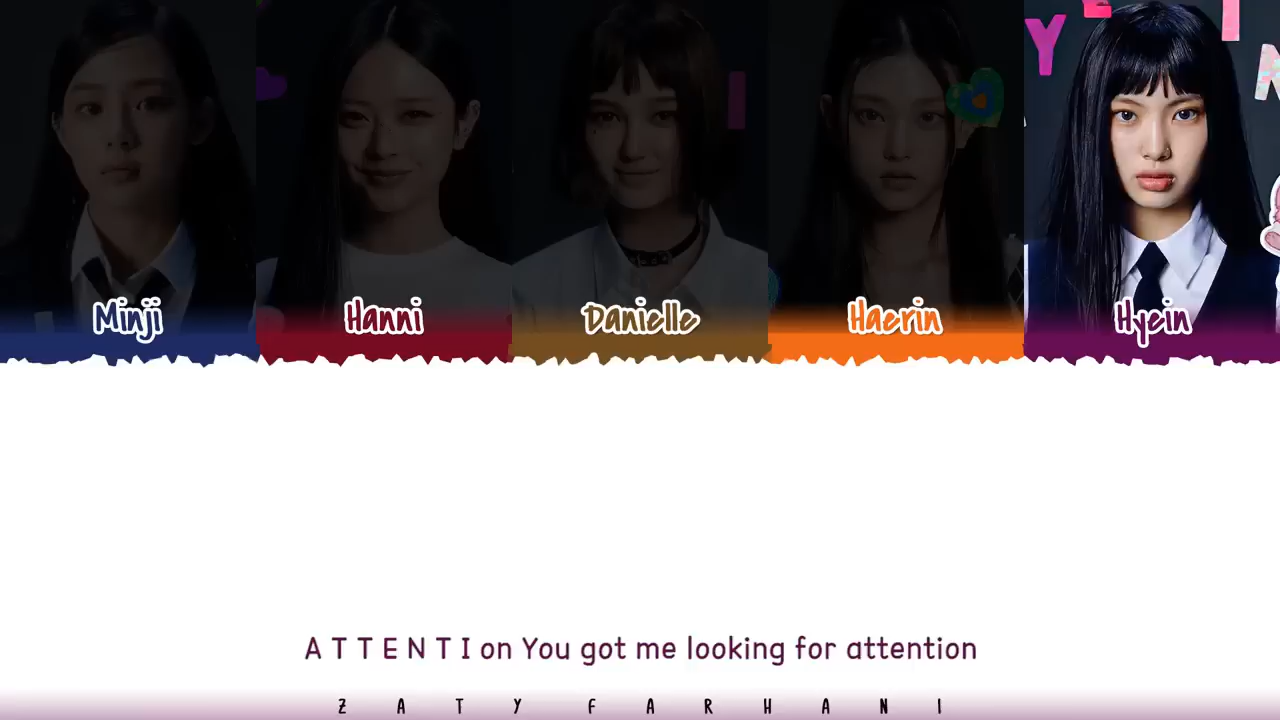 Y E I N
Minji Hanni Danielle Haerin Hyein
A T T E N T I on You got me looking for attention
Z A T Y F A R H A N I